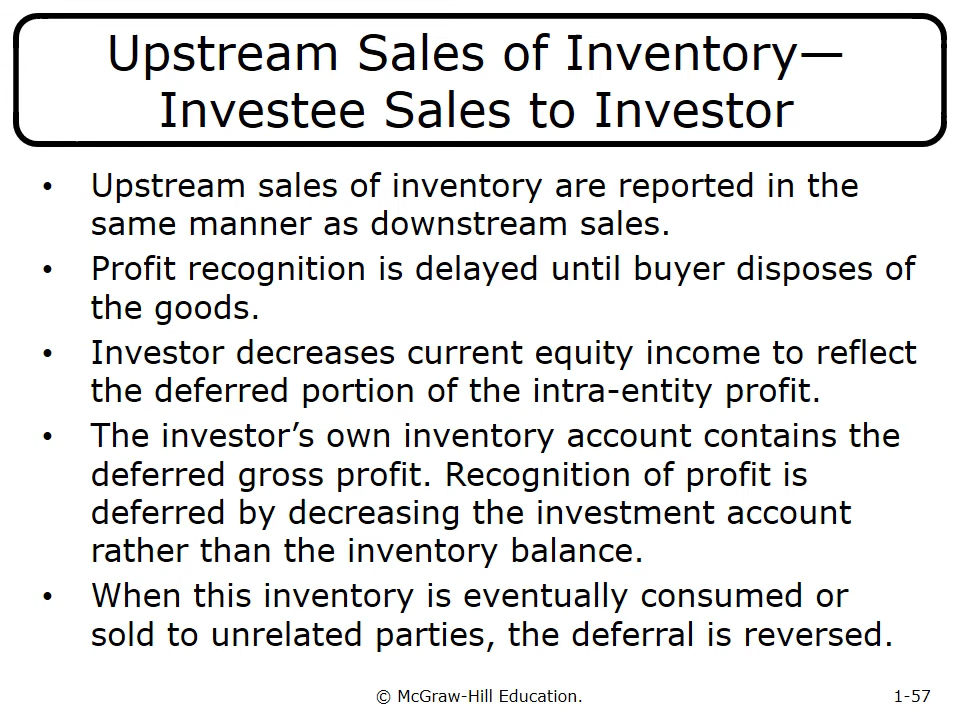 Upstream Sales of Inventory—
Investee Sales to Investor
• Upstream sales of inventory are reported in the
same manner as downstream sales.
• Profit recognition is delayed until buyer disposes of
the goods.
• Investor decreases current equity income to reflect
the deferred portion of the intra-entity profit.
• The investor’s own inventory account contains the
deferred gross profit. Recognition of profit is
deferred by decreasing the investment account
rather than the inventory balance.
• When this inventory is eventually consumed or
sold to unrelated parties, the deferral is reversed.
© McGraw-Hill Education. 1-57